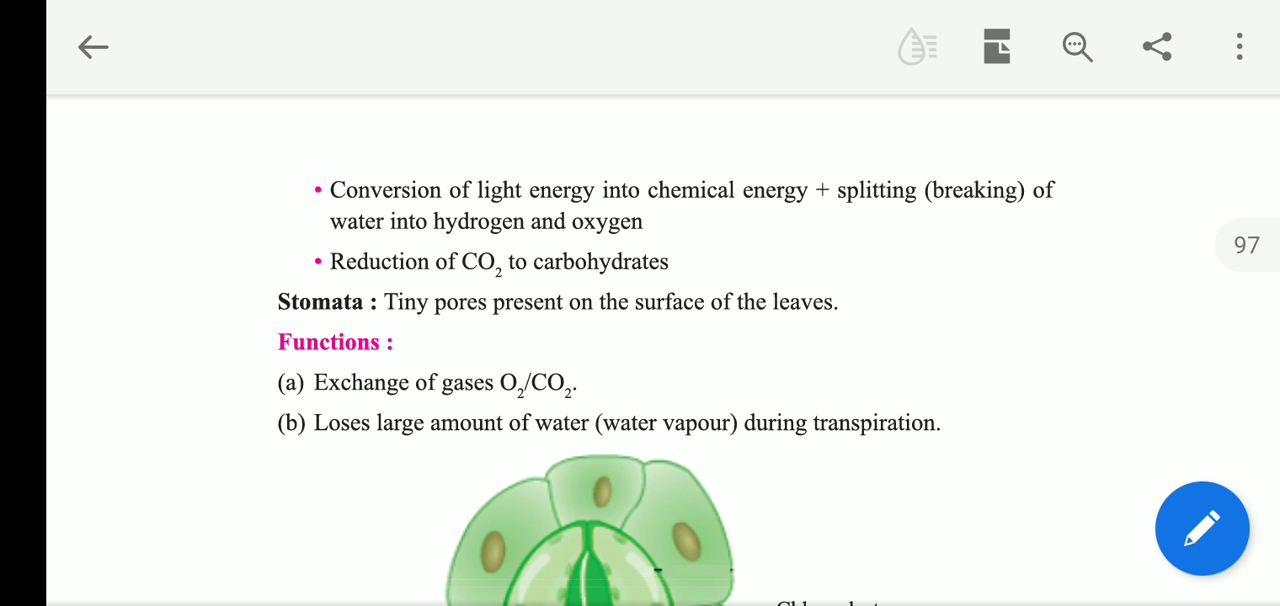 • Conversion of light energy into chemical energy + splitting (breaking) of
water into hydrogen and oxygen
97
• Reduction of CO₂ to carbohydrates
Stomata : Tiny pores present on the surface of the leaves.
Functions :
(a) Exchange of gases O₂/CO₂.
(b) Loses large amount of water (water vapour) during transpiration.